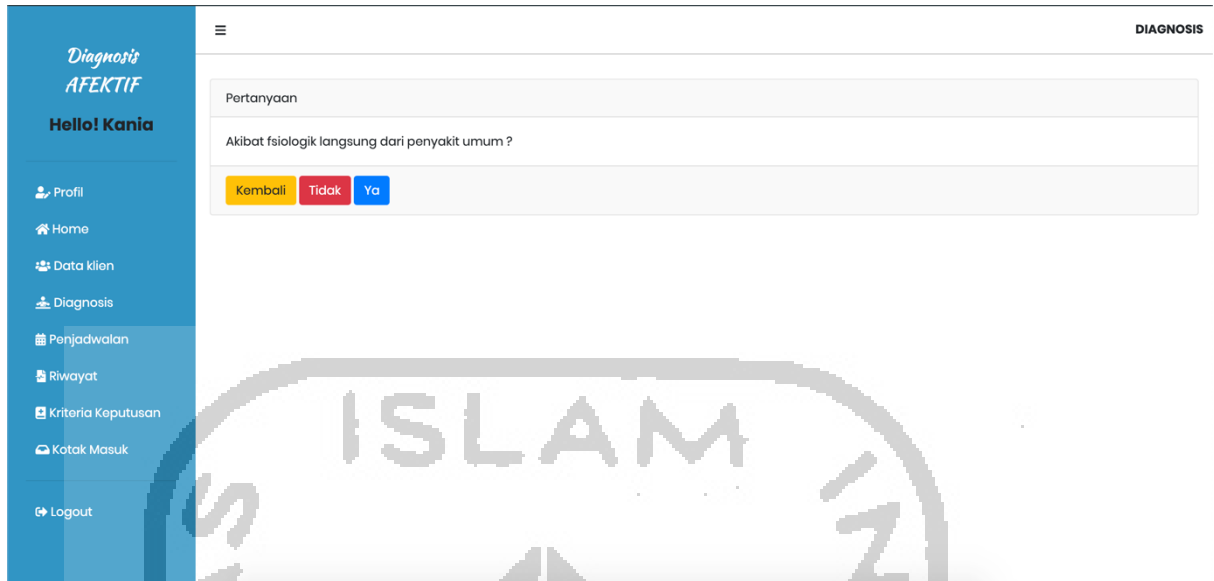 Diagnosis
AFEKTIF
Hello! Kania
Profil
Home
Data klien
Diagnosis
Penjadwalan
Riwayat
Kriteria Keputusan
Kotak Masuk
Logout
DIAGNOSIS
Pertanyaan
Akibat fsiologik langsung dari penyakit umum ?
Kembali Tidak Ya
ISLAM